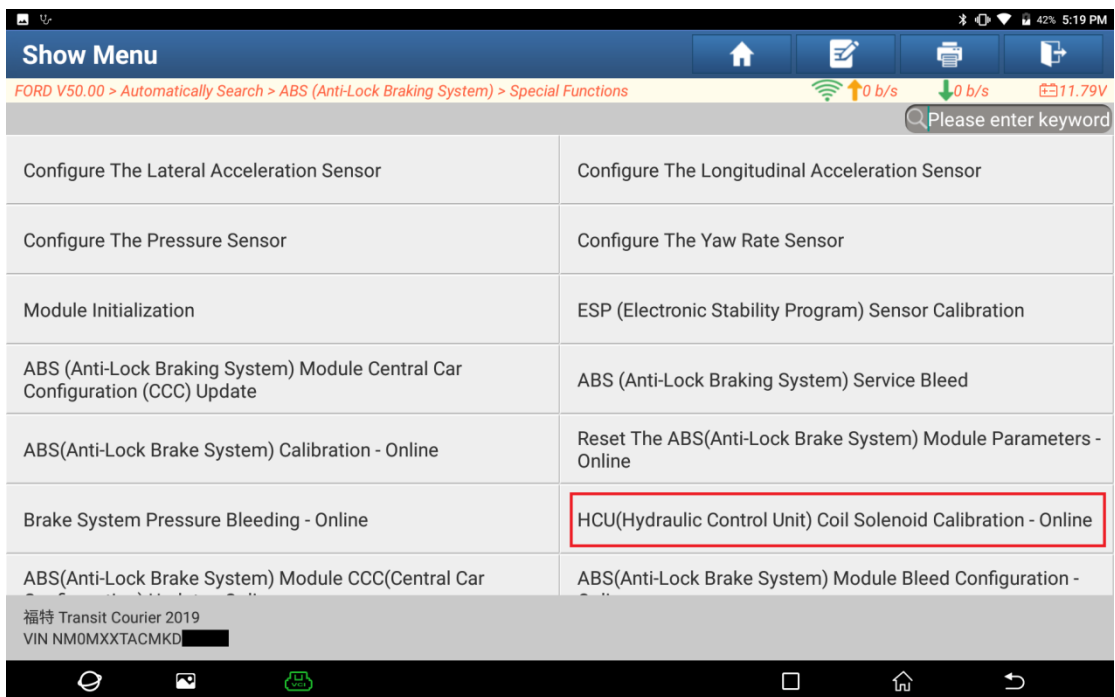 42% 5:19 PM
Show Menu
FORD V50.00 > Automatically Search > ABS (Anti-Lock Braking System) > Special Functions
0 b/s
0 b/s
11.79V
Please enter keyword
Configure The Lateral Acceleration Sensor
Configure The Longitudinal Acceleration Sensor
Configure The Pressure Sensor
Configure The Yaw Rate Sensor
Module Initialization
ESP (Electronic Stability Program) Sensor Calibration
ABS (Anti-Lock Braking System) Module Central Car
Configuration (CCC) Update
ABS (Anti-Lock Braking System) Service Bleed
ABS(Anti-Lock Brake System) Calibration - Online
Reset The ABS(Anti-Lock Brake System) Module Parameters -
Online
Brake System Pressure Bleeding - Online
HCU(Hydraulic Control Unit) Coil Solenoid Calibration - Online
ABS(Anti-Lock Brake System) Module CCC(Central Car
ABS(Anti-Lock Brake System) Module Bleed Configuration -
福特 Transit Courier 2019
VIN NM0MXXTACMKD
VCI